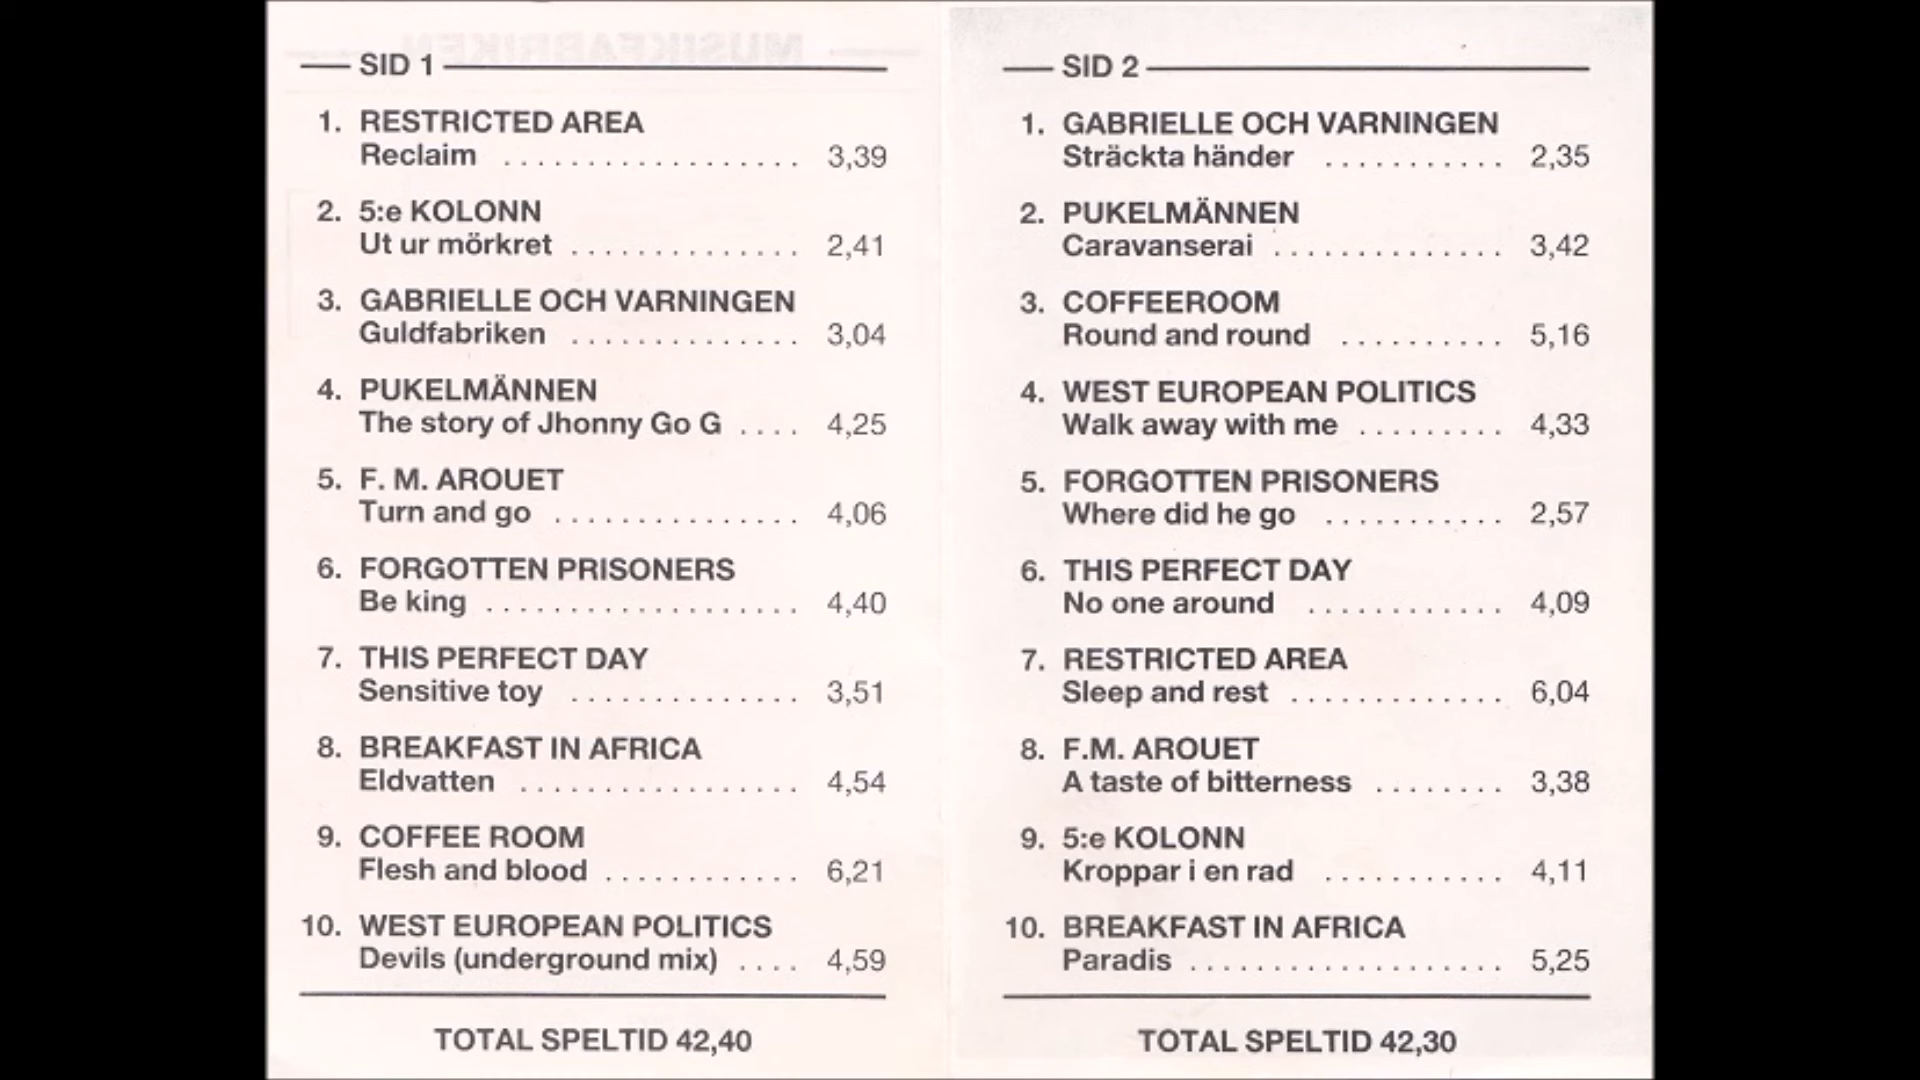 MUSIKFABRIKEN
SID 1
1. RESTRICTED AREA
Reclaim .................. 3,39
2. 5:e KOLONN
Ut ur mörkret .............. 2,41
3. GABRIELLE OCH VARNINGEN
Guldfabriken .............. 3,04
4. PUKELMÄNNEN
The story of Jhonny Go G .... 4,25
5. F. M. AROUET
Turn and go ............... 4,06
6. FORGOTTEN PRISONERS
Be king ................... 4,40
7. THIS PERFECT DAY
Sensitive toy .............. 3,51
8. BREAKFAST IN AFRICA
Eldvatten ................. 4,54
9. COFFEE ROOM
Flesh and blood ............ 6,21
10. WEST EUROPEAN POLITICS
Devils (underground mix) .... 4,59
TOTAL SPELTID 42,40
SID 2
1. GABRIELLE OCH VARNINGEN
Sträckta händer ........... 2,35
2. PUKELMÄNNEN
Caravanserai .............. 3,42
3. COFFEEROOM
Round and round .......... 5,16
4. WEST EUROPEAN POLITICS
Walk away with me ......... 4,33
5. FORGOTTEN PRISONERS
Where did he go ........... 2,57
6. THIS PERFECT DAY
No one around ............ 4,09
7. RESTRICTED AREA
Sleep and rest ............. 6,04
8. F.M. AROUET
A taste of bitterness ........ 3,38
9. 5:e KOLONN
Kroppar i en rad ........... 4,11
10. BREAKFAST IN AFRICA
Paradis ................... 5,25
TOTAL SPELTID 42,30